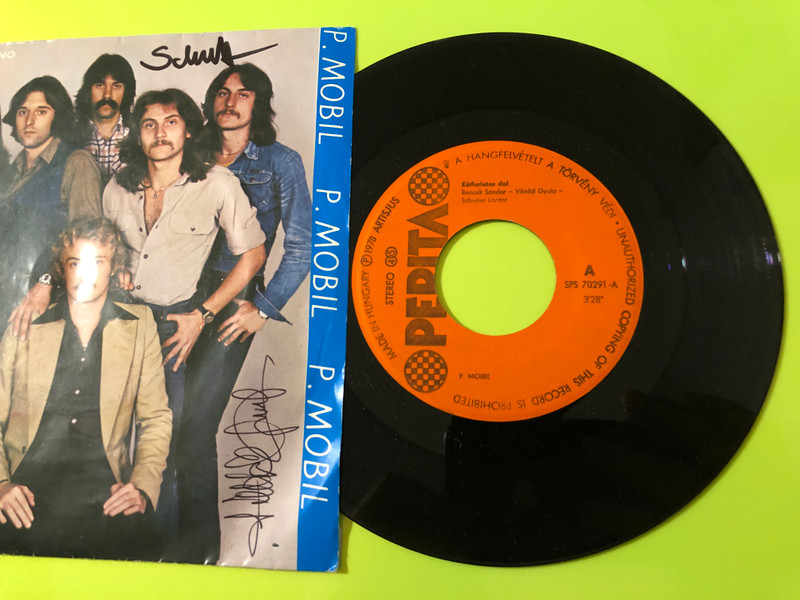 NO
P. MOBIL P. MOBIL P. MOBIL
A HANGFELVÉTELT A TÖRVÉNY VÉDI • UNAUTHORIZED COPYING OF THIS RECORD IS PROHIBITED
MADE IN HUNGARY Ⓟ 1978 ARTISJUS
STEREO
PEPITA
Kétforintos dal
Bencsik Sándor – Vikidál Gyula –
Schuster Lóránt
A
SPS 70291-A
3'28"
P. MOBIL